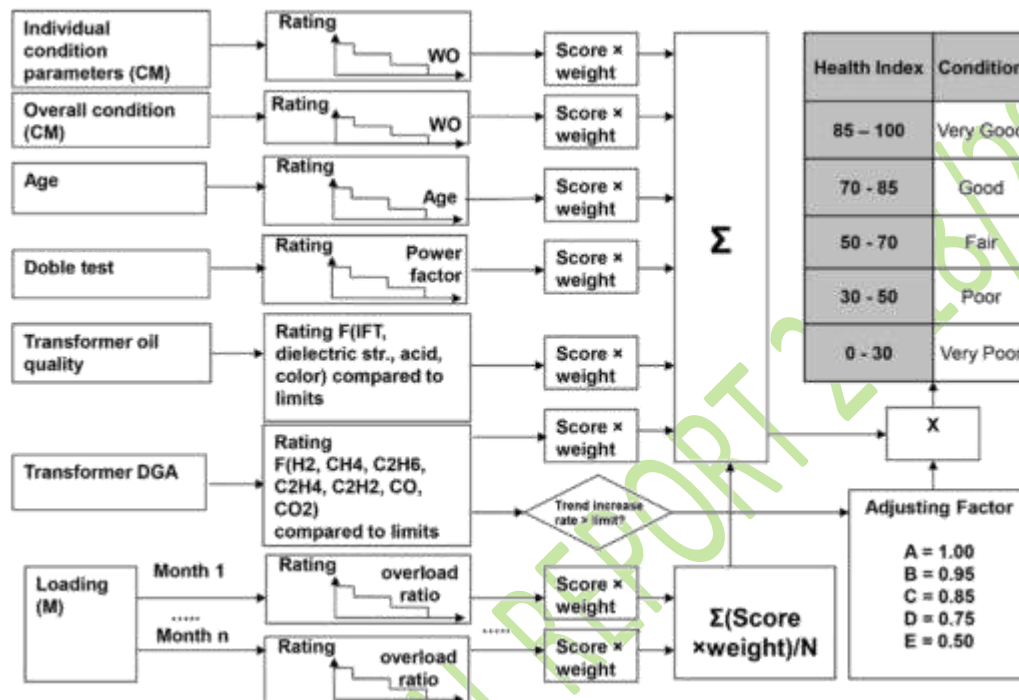 Individual
condition
parameters (CM)
Rating
WO
Score ×
weight
Overall condition
(CM)
Rating
WO
Score ×
weight
Age
Rating
Age
Score ×
weight
Doble test
Rating
Power
factor
Score ×
weight
Transformer oil
quality
Rating F(IFT,
dielectric str., acid,
color) compared to
limits
Score ×
weight
Transformer DGA
Rating
F(H2, CH4, C2H6,
C2H4, C2H2, CO,
CO2)
compared to limits
Score ×
weight
Trend increase
rate > limit?
Loading
(M)
Month 1
.....
Month n
Rating
overload
ratio
Score ×
weight
.....
Rating
overload
ratio
Score ×
weight
Σ(Score
×weight)/N
Σ
X
Adjusting Factor
A = 1.00
B = 0.95
C = 0.85
D = 0.75
E = 0.50
Health Index Condition
85 – 100 Very Good
70 - 85 Good
50 - 70 Fair
30 - 50 Poor
0 - 30 Very Poor
REPORT